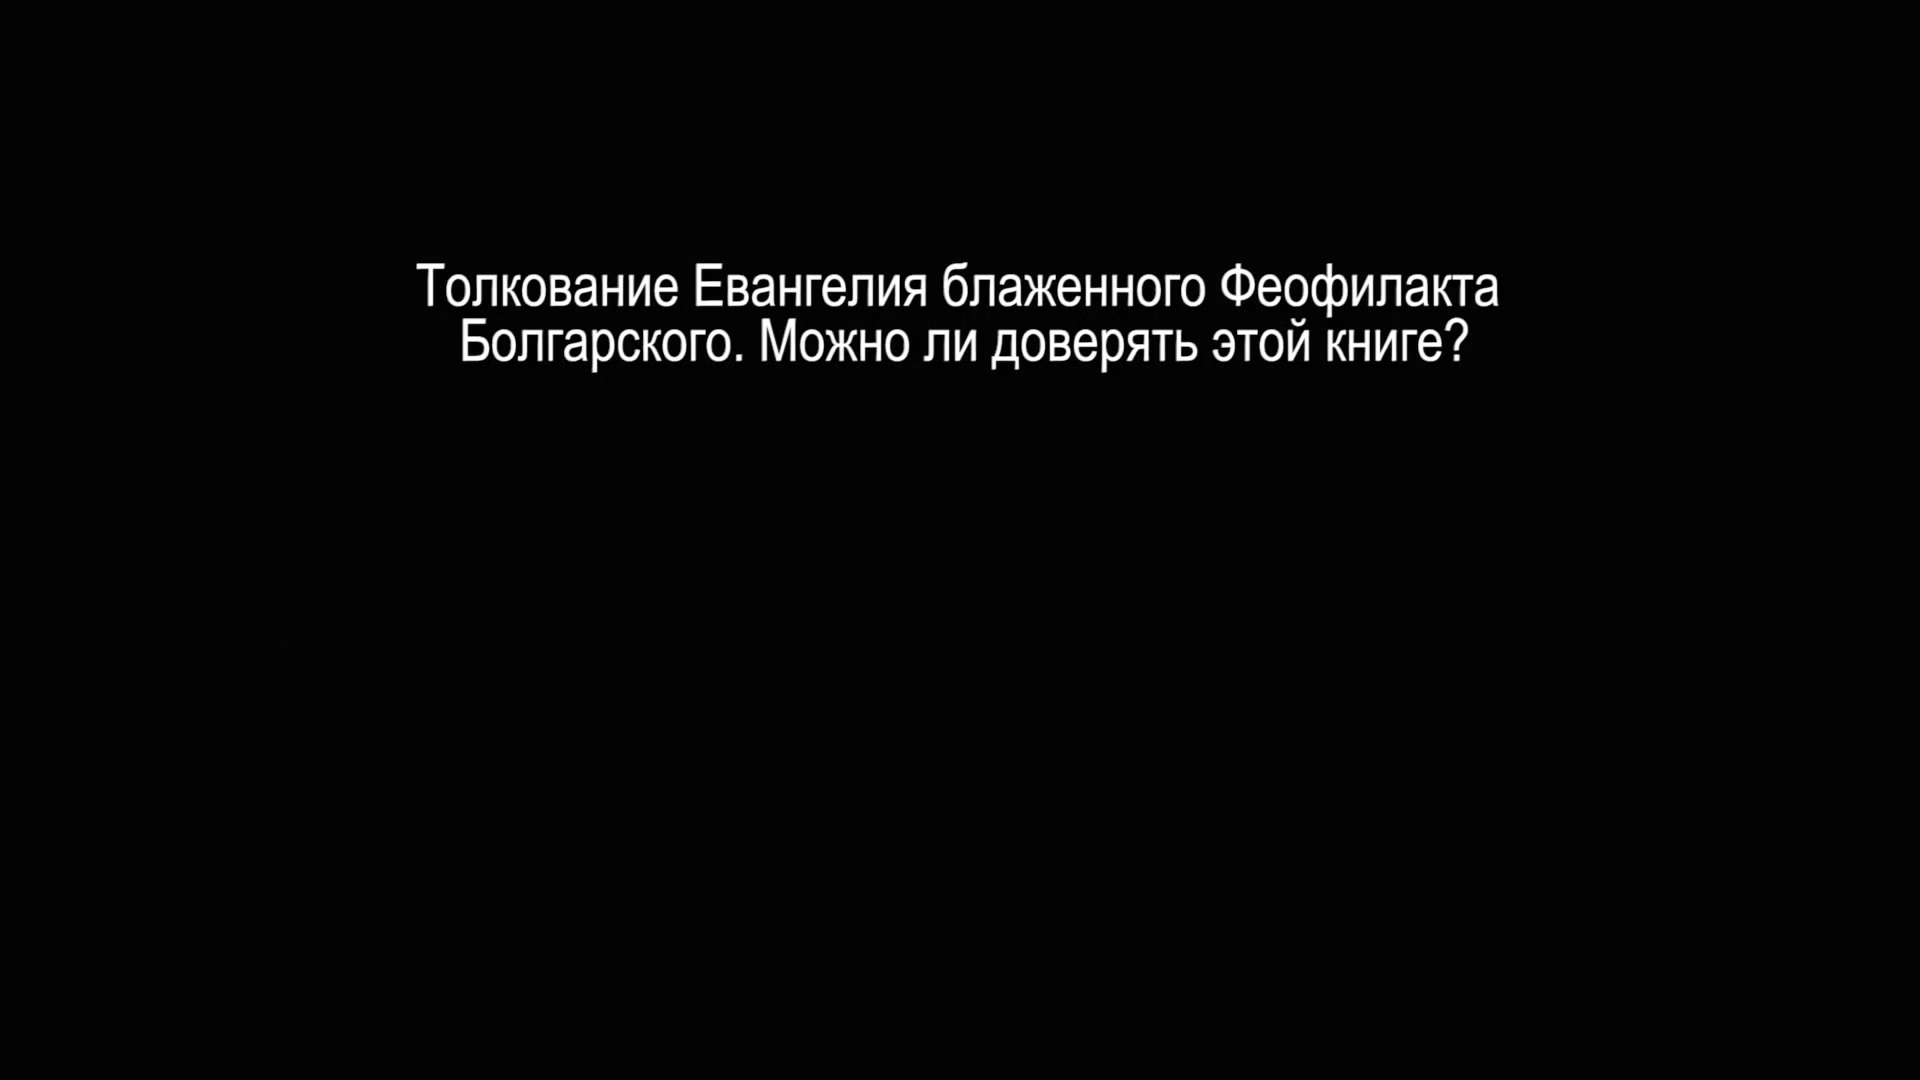 Толкование Евангелия блаженного Феофилакта
Болгарского. Можно ли доверять этой книге?